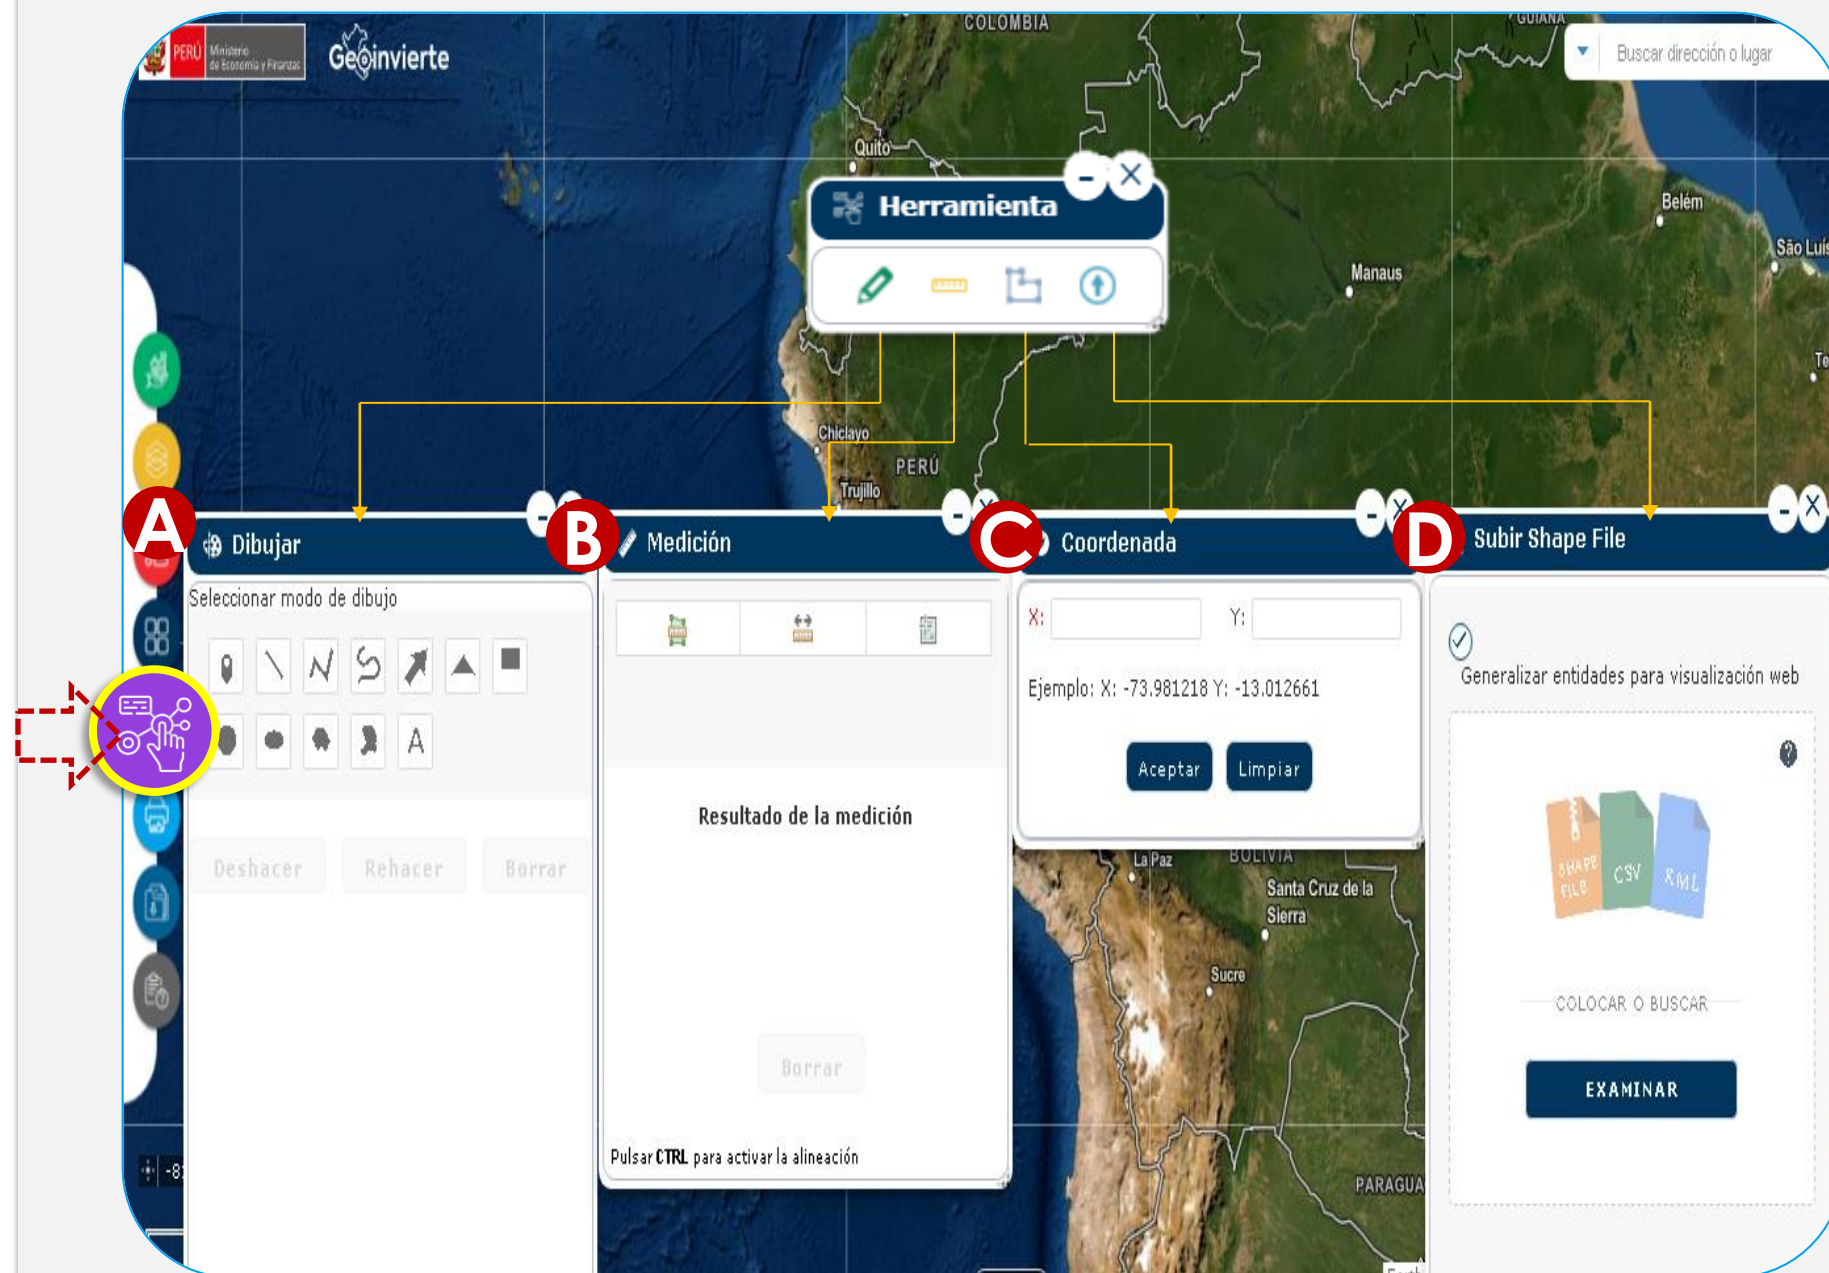 COLOMBIA
GUIANA
PERÚ
Ministerio
de Economía y Finanzas
Geoinvierte
Buscar dirección o lugar
Quito
Herramienta
Belém
São Luís
Manaus
Chiclayo
PERÚ
Trujillo
A
Dibujar
B
Medición
C
Coordenada
D
Subir Shape File
Seleccionar modo de dibujo
A
Deshacer
Rehacer
Borrar
Resultado de la medición
Borrar
Pulsar CTRL para activar la alineación
X:
Y:
Ejemplo: X: -73.981218 Y: -13.012661
Aceptar
Limpiar
La Paz
BOLIVIA
Santa Cruz de la
Sierra
Sucre
PARAGUA
Generalizar entidades para visualización web
SHAPE
FILE
CSV
KML
COLOCAR O BUSCAR
EXAMINAR